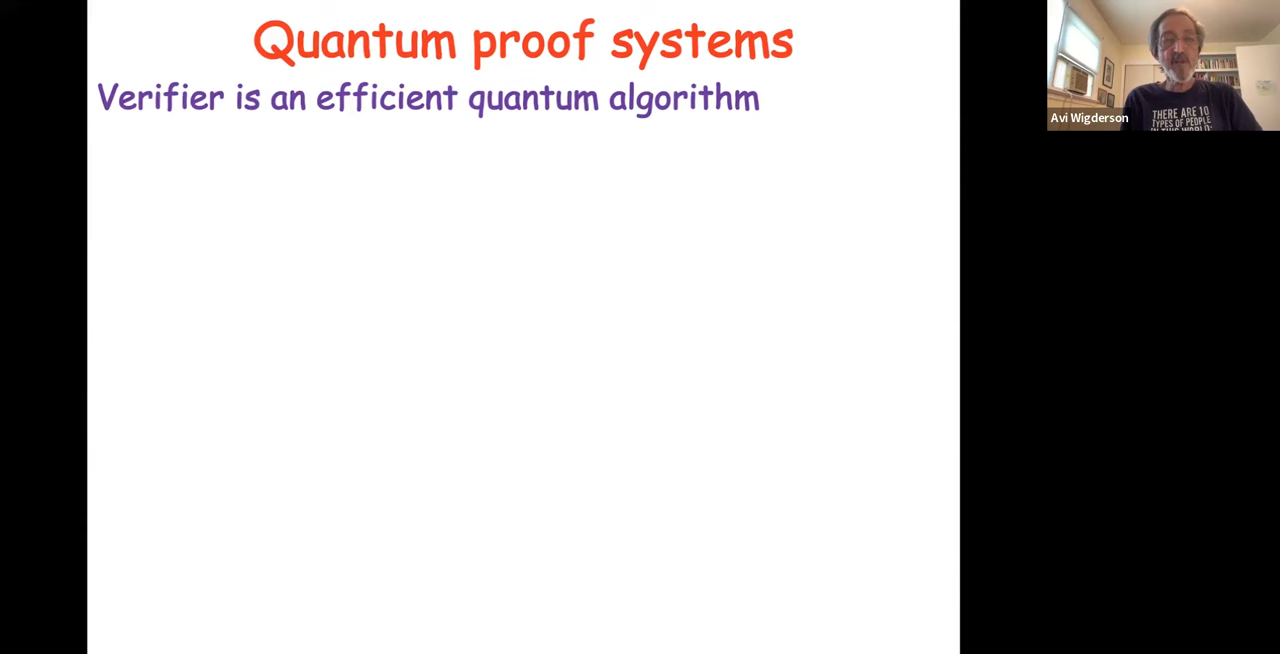 Quantum proof systems
Verifier is an efficient quantum algorithm
Avi Wigderson
THERE ARE 10
TYPES OF PEOPLE
IN THIS WORLD: